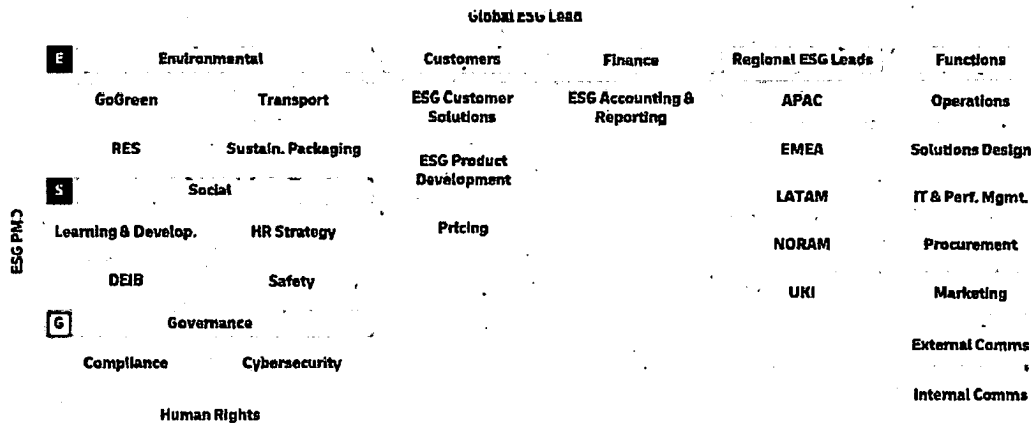 Global ESG Lead
E Environmental Customers Finance Regional ESG Leads Functions
GoGreen Transport ESG Customer Solutions ESG Accounting & Reporting APAC Operations
RES Sustain. Packaging ESG Product Development EMEA Solutions Design
S Social LATAM IT & Perf. Mgmt.
ESG PMO
Learning & Develop. HR Strategy Pricing NORAM Procurement
DEIB Safety UKI Marketing
G Governance
Compliance Cybersecurity External Comms
Human Rights Internal Comms